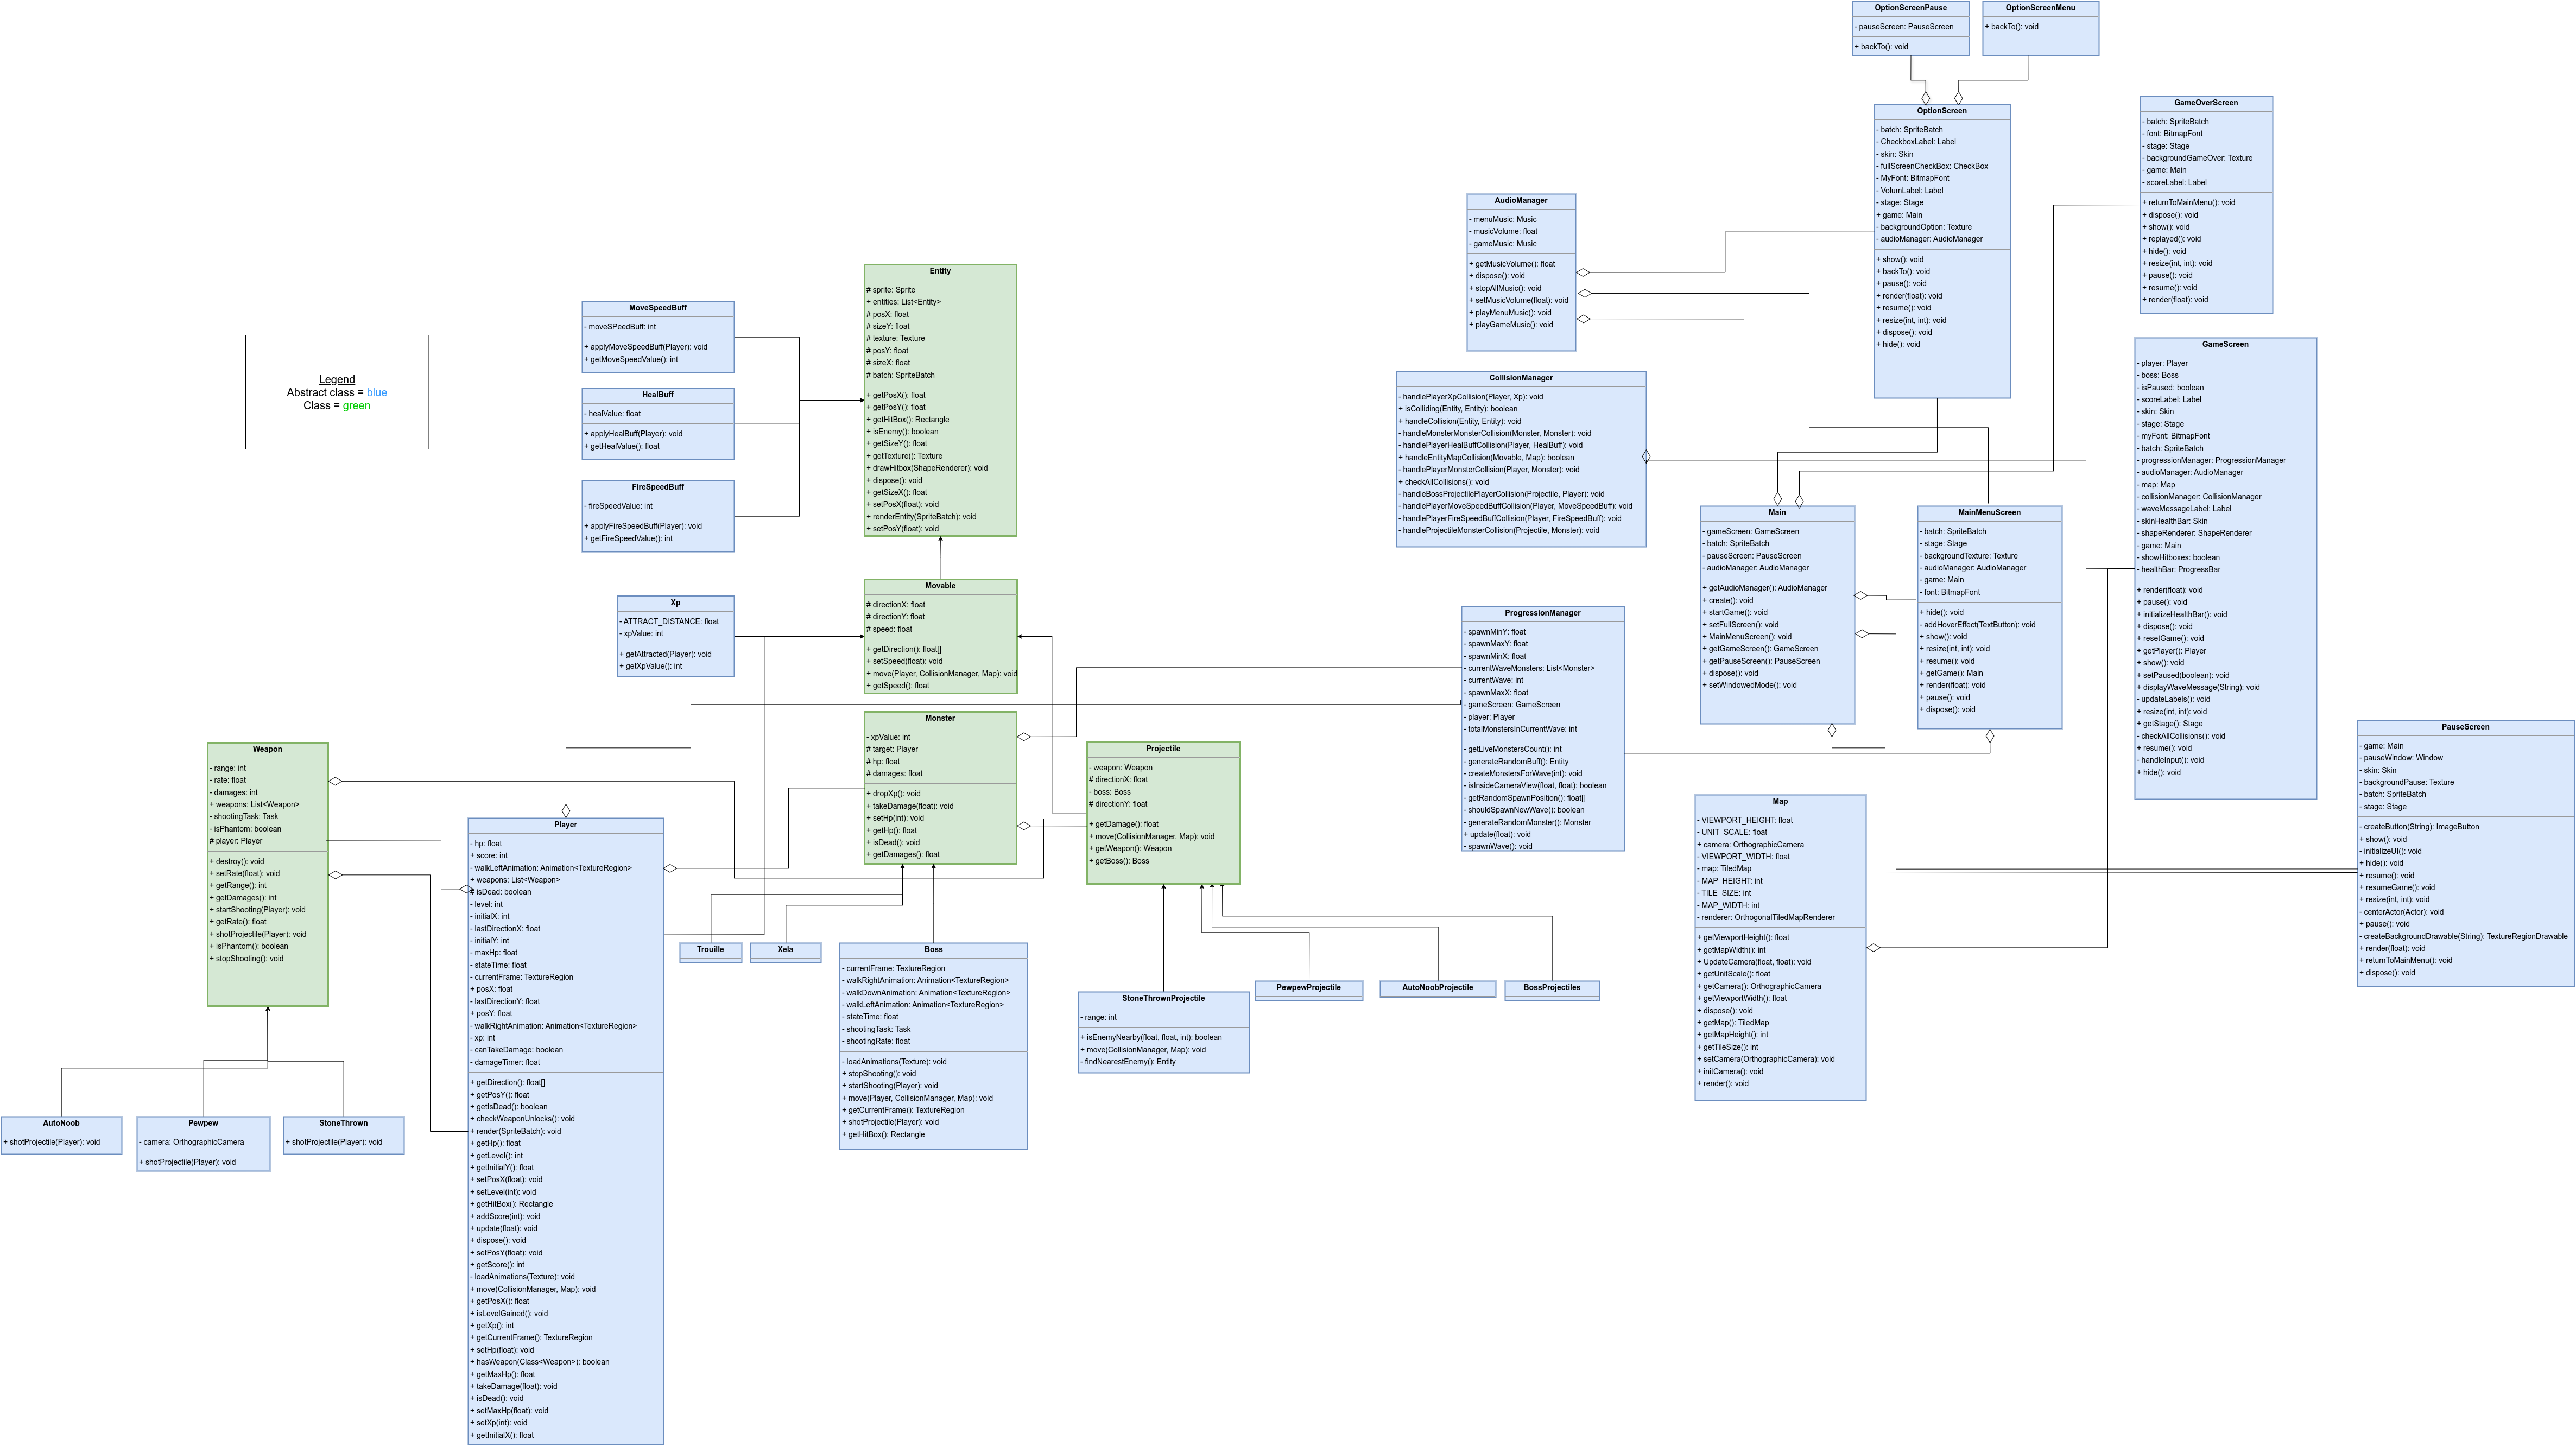 OptionScreenPause
- pauseScreen: PauseScreen
+ backTo(): void
OptionScreenMenu
+ backTo(): void
OptionScreen
- batch: SpriteBatch
- CheckboxLabel: Label
- skin: Skin
- fullScreenCheckBox: CheckBox
- MyFont: BitmapFont
- VolumLabel: Label
- stage: Stage
+ game: Main
- backgroundOption: Texture
- audioManager: AudioManager
+ show(): void
+ backTo(): void
+ pause(): void
+ render(float): void
+ resume(): void
+ resize(int, int): void
+ dispose(): void
+ hide(): void
GameOverScreen
- batch: SpriteBatch
- font: BitmapFont
- stage: Stage
- backgroundGameOver: Texture
- game: Main
- scoreLabel: Label
+ returnToMainMenu(): void
+ dispose(): void
+ show(): void
+ replayed(): void
+ hide(): void
+ resize(int, int): void
+ pause(): void
+ resume(): void
+ render(float): void
AudioManager
- menuMusic: Music
- musicVolume: float
- gameMusic: Music
+ getMusicVolume(): float
+ dispose(): void
+ stopAllMusic(): void
+ setMusicVolume(float): void
+ playMenuMusic(): void
+ playGameMusic(): void
Entity
# sprite: Sprite
+ entities: List<Entity>
# posX: float
# sizeY: float
# texture: Texture
# posY: float
# sizeX: float
# batch: SpriteBatch
+ getPosX(): float
+ getPosY(): float
+ getHitBox(): Rectangle
+ isEnemy(): boolean
+ getSizeY(): float
+ getTexture(): Texture
+ drawHitbox(ShapeRenderer): void
+ dispose(): void
+ getSizeX(): float
+ setPosX(float): void
+ renderEntity(SpriteBatch): void
+ setPosY(float): void
MoveSpeedBuff
- moveSPeedBuff: int
+ applyMoveSpeedBuff(Player): void
+ getMoveSpeedValue(): int
Legend
Abstract class = blue
Class = green
HealBuff
- healValue: float
+ applyHealBuff(Player): void
+ getHealValue(): float
FireSpeedBuff
- fireSpeedValue: int
+ applyFireSpeedBuff(Player): void
+ getFireSpeedValue(): int
CollisionManager
- handlePlayerXpCollision(Player, Xp): void
+ isColliding(Entity, Entity): boolean
+ handleCollision(Entity, Entity): void
- handleMonsterMonsterCollision(Monster, Monster): void
- handlePlayerHealBuffCollision(Player, HealBuff): void
+ handleEntityMapCollision(Movable, Map): boolean
- handlePlayerMonsterCollision(Player, Monster): void
+ checkAllCollisions(): void
- handleBossProjectilePlayerCollision(Projectile, Player): void
- handlePlayerMoveSpeedBuffCollision(Player, MoveSpeedBuff): void
- handlePlayerFireSpeedBuffCollision(Player, FireSpeedBuff): void
- handleProjectileMonsterCollision(Projectile, Monster): void
GameScreen
- player: Player
- boss: Boss
- isPaused: boolean
- scoreLabel: Label
- skin: Skin
- stage: Stage
- myFont: BitmapFont
- batch: SpriteBatch
- progressionManager: ProgressionManager
- audioManager: AudioManager
- map: Map
- collisionManager: CollisionManager
- waveMessageLabel: Label
- skinHealthBar: Skin
- shapeRenderer: ShapeRenderer
- game: Main
- showHitboxes: boolean
- healthBar: ProgressBar
+ render(float): void
+ pause(): void
+ initializeHealthBar(): void
+ dispose(): void
+ resetGame(): void
+ getPlayer(): Player
+ show(): void
+ setPaused(boolean): void
+ displayWaveMessage(String): void
- updateLabels(): void
+ resize(int, int): void
+ getStage(): Stage
- checkAllCollisions(): void
+ resume(): void
- handleInput(): void
+ hide(): void
Main
- gameScreen: GameScreen
- batch: SpriteBatch
- pauseScreen: PauseScreen
- audioManager: AudioManager
+ getAudioManager(): AudioManager
+ create(): void
+ startGame(): void
+ setFullScreen(): void
+ MainMenuScreen(): void
+ getGameScreen(): GameScreen
+ getPauseScreen(): PauseScreen
+ dispose(): void
+ setWindowedMode(): void
MainMenuScreen
- batch: SpriteBatch
- stage: Stage
- backgroundTexture: Texture
- audioManager: AudioManager
- game: Main
- font: BitmapFont
+ hide(): void
- addHoverEffect(TextButton): void
+ show(): void
+ resize(int, int): void
+ resume(): void
+ getGame(): Main
+ render(float): void
+ pause(): void
+ dispose(): void
Xp
- ATTRACT_DISTANCE: float
- xpValue: int
+ getAttracted(Player): void
+ getXpValue(): int
Movable
# directionX: float
# directionY: float
# speed: float
+ getDirection(): float[]
+ setSpeed(float): void
+ move(Player, CollisionManager, Map): void
+ getSpeed(): float
ProgressionManager
- spawnMinY: float
- spawnMaxY: float
- spawnMinX: float
- currentWaveMonsters: List<Monster>
- currentWave: int
- spawnMaxX: float
- gameScreen: GameScreen
- player: Player
- totalMonstersInCurrentWave: int
- getLiveMonstersCount(): int
- generateRandomBuff(): Entity
- createMonstersForWave(int): void
- isInsideCameraView(float, float): boolean
- getRandomSpawnPosition(): float[]
- shouldSpawnNewWave(): boolean
- generateRandomMonster(): Monster
+ update(float): void
- spawnWave(): void
Weapon
- range: int
- rate: float
- damages: int
+ weapons: List<Weapon>
- shootingTask: Task
- isPhantom: boolean
# player: Player
+ destroy(): void
+ setRate(float): void
+ getRange(): int
+ getDamages(): int
+ startShooting(Player): void
+ getRate(): float
+ shotProjectile(Player): void
+ isPhantom(): boolean
+ stopShooting(): void
Monster
- xpValue: int
# target: Player
# hp: float
# damages: float
+ dropXp(): void
+ takeDamage(float): void
+ setHp(int): void
+ getHp(): float
+ isDead(): void
+ getDamages(): float
Projectile
- weapon: Weapon
# directionX: float
- boss: Boss
# directionY: float
+ getDamage(): float
+ move(CollisionManager, Map): void
+ getWeapon(): Weapon
+ getBoss(): Boss
PauseScreen
- game: Main
- pauseWindow: Window
- skin: Skin
- backgroundPause: Texture
- batch: SpriteBatch
- stage: Stage
- createButton(String): ImageButton
+ show(): void
- initializeUI(): void
+ hide(): void
+ resume(): void
+ resumeGame(): void
+ resize(int, int): void
- centerActor(Actor): void
+ pause(): void
- createBackgroundDrawable(String): TextureRegionDrawable
+ render(float): void
+ returnToMainMenu(): void
+ dispose(): void
Map
- VIEWPORT_HEIGHT: float
- UNIT_SCALE: float
+ camera: OrthographicCamera
- VIEWPORT_WIDTH: float
- map: TiledMap
- MAP_HEIGHT: int
- TILE_SIZE: int
- MAP_WIDTH: int
- renderer: OrthogonalTiledMapRenderer
+ getViewportHeight(): float
+ getMapWidth(): int
+ UpdateCamera(float, float): void
+ getUnitScale(): float
+ getCamera(): OrthographicCamera
+ getViewportWidth(): float
+ dispose(): void
+ getMap(): TiledMap
+ getMapHeight(): int
+ getTileSize(): int
+ setCamera(OrthographicCamera): void
+ initCamera(): void
+ render(): void
Player
- hp: float
+ score: int
- walkLeftAnimation: Animation<TextureRegion>
+ weapons: List<Weapon>
# isDead: boolean
- level: int
- initialX: int
- lastDirectionX: float
- initialY: int
- maxHp: float
- stateTime: float
- currentFrame: TextureRegion
+ posX: float
- lastDirectionY: float
+ posY: float
- walkRightAnimation: Animation<TextureRegion>
- xp: int
- canTakeDamage: boolean
- damageTimer: float
+ getDirection(): float[]
+ getPosY(): float
+ getIsDead(): boolean
+ checkWeaponUnlocks(): void
+ render(SpriteBatch): void
+ getHp(): float
+ getLevel(): int
+ getInitialY(): float
+ setPosX(float): void
+ setLevel(int): void
+ getHitBox(): Rectangle
+ addScore(int): void
+ update(float): void
+ dispose(): void
+ setPosY(float): void
+ getScore(): int
- loadAnimations(Texture): void
+ move(CollisionManager, Map): void
+ getPosX(): float
+ isLevelGained(): void
+ getXp(): int
+ getCurrentFrame(): TextureRegion
+ setHp(float): void
+ hasWeapon(Class<Weapon>): boolean
+ getMaxHp(): float
+ takeDamage(float): void
+ isDead(): void
+ setMaxHp(float): void
+ setXp(int): void
+ getInitialX(): float
Trouille
Xela
Boss
- currentFrame: TextureRegion
- walkRightAnimation: Animation<TextureRegion>
- walkDownAnimation: Animation<TextureRegion>
- walkLeftAnimation: Animation<TextureRegion>
- stateTime: float
- shootingTask: Task
- shootingRate: float
- loadAnimations(Texture): void
+ stopShooting(): void
+ startShooting(Player): void
+ move(Player, CollisionManager, Map): void
+ getCurrentFrame(): TextureRegion
+ shotProjectile(Player): void
+ getHitBox(): Rectangle
StoneThrownProjectile
- range: int
+ isEnemyNearby(float, float, int): boolean
+ move(CollisionManager, Map): void
- findNearestEnemy(): Entity
PewpewProjectile
AutoNoobProjectile
BossProjectiles
AutoNoob
+ shotProjectile(Player): void
Pewpew
- camera: OrthographicCamera
+ shotProjectile(Player): void
StoneThrown
+ shotProjectile(Player): void